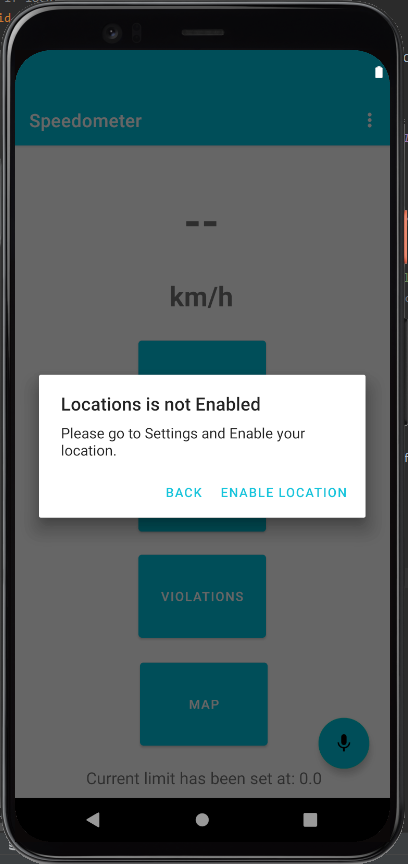 Speedometer
--
km/h
Locations is not Enabled
Please go to Settings and Enable your
location.
BACK ENABLE LOCATION
VIOLATIONS
MAP
Current limit has been set at: 0.0